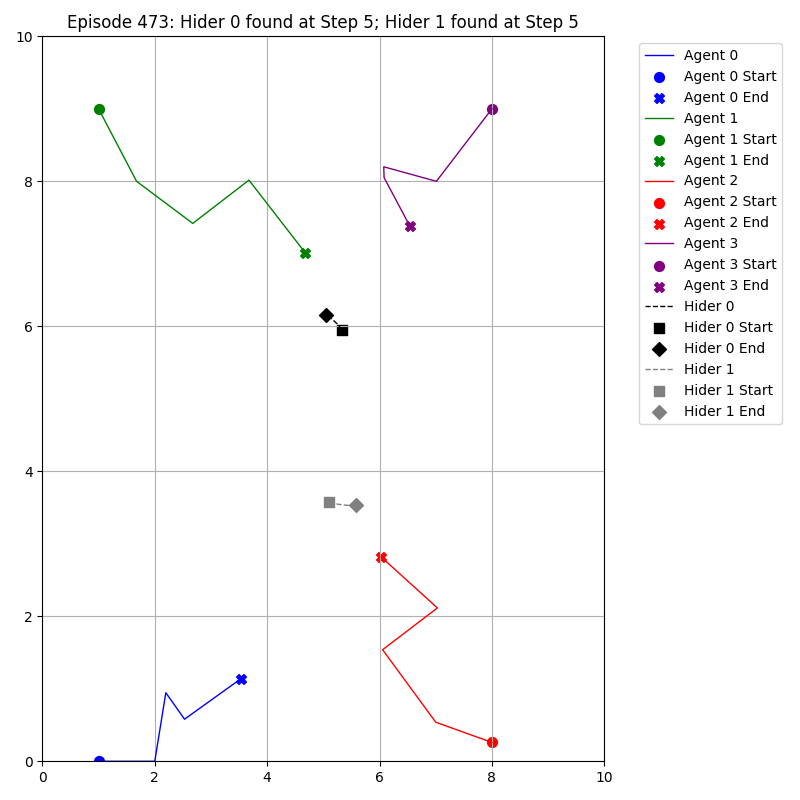 Episode 473: Hider 0 found at Step 5; Hider 1 found at Step 5
10
8
6
4
2
0
0
2
4
6
8
10
Agent 0
Agent 0 Start
Agent 0 End
Agent 1
Agent 1 Start
Agent 1 End
Agent 2
Agent 2 Start
Agent 2 End
Agent 3
Agent 3 Start
Agent 3 End
Hider 0
Hider 0 Start
Hider 0 End
Hider 1
Hider 1 Start
Hider 1 End